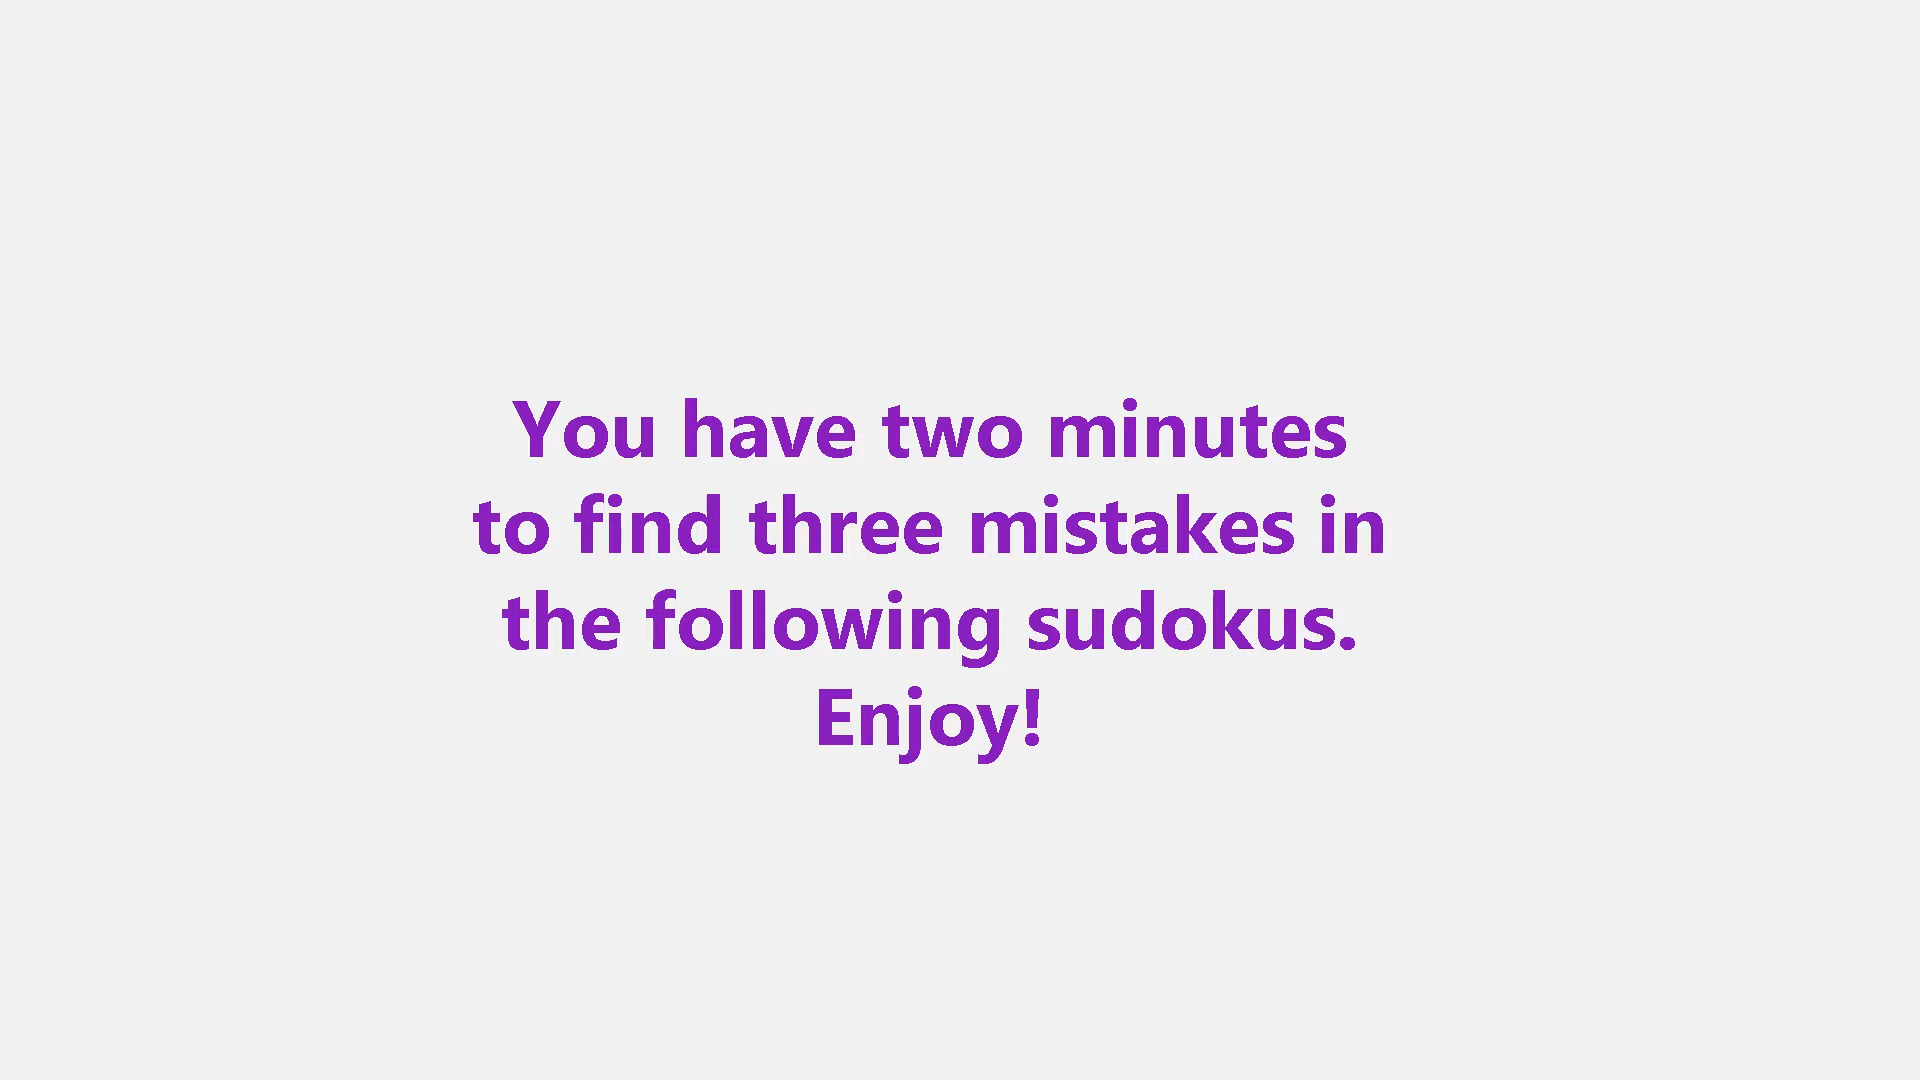 You have two minutes
to find three mistakes in
the following sudokus.
Enjoy!